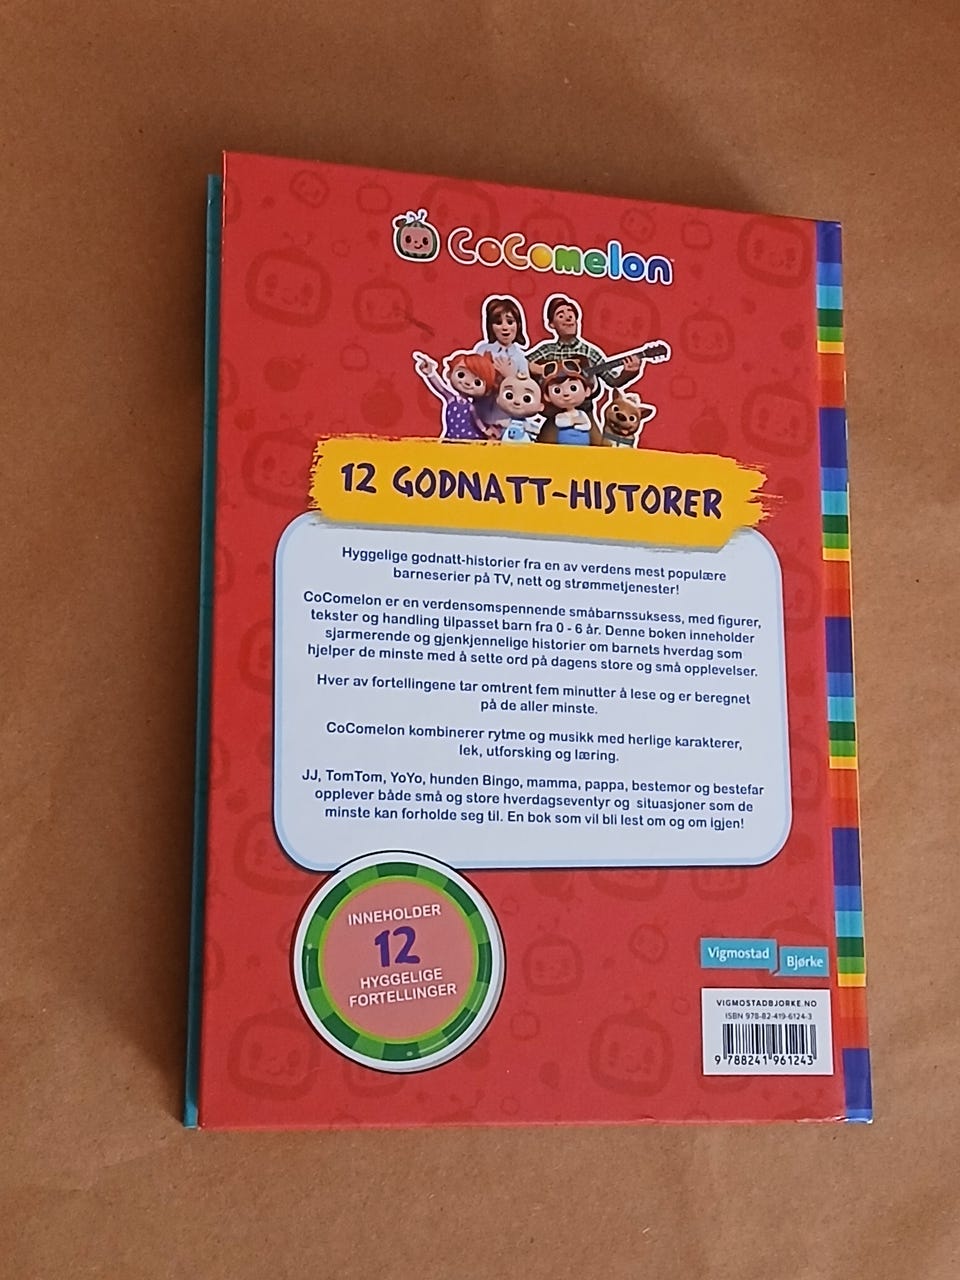 CoComelon
12 GODNATT-HISTORER
Hyggelige godnatt-historier fra en av verdens mest populære
barneserier på TV, nett og strømmetjenester!
CoComelon er en verdensomspennende småbarnssuksess, med figurer,
tekster og handling tilpasset barn fra 0 - 6 år. Denne boken inneholder
sjarmerende og gjenkjennelige historier om barnets hverdag som
hjelper de minste med å sette ord på dagens store og små opplevelser.
Hver av fortellingene tar omtrent fem minutter å lese og er beregnet
på de aller minste.
CoComelon kombinerer rytme og musikk med herlige karakterer,
lek, utforsking og læring.
JJ, TomTom, YoYo, hunden Bingo, mamma, pappa, bestemor og bestefar
opplever både små og store hverdagseventyr og situasjoner som de
minste kan forholde seg til. En bok som vil bli lest om og om igjen!
INNEHOLDER
12
HYGGELIGE
FORTELLINGER
Vigmostad
Bjørke
VIGMOSTADBJORKE.NO
ISBN 978-82-419-6124-3
9 788241 961243